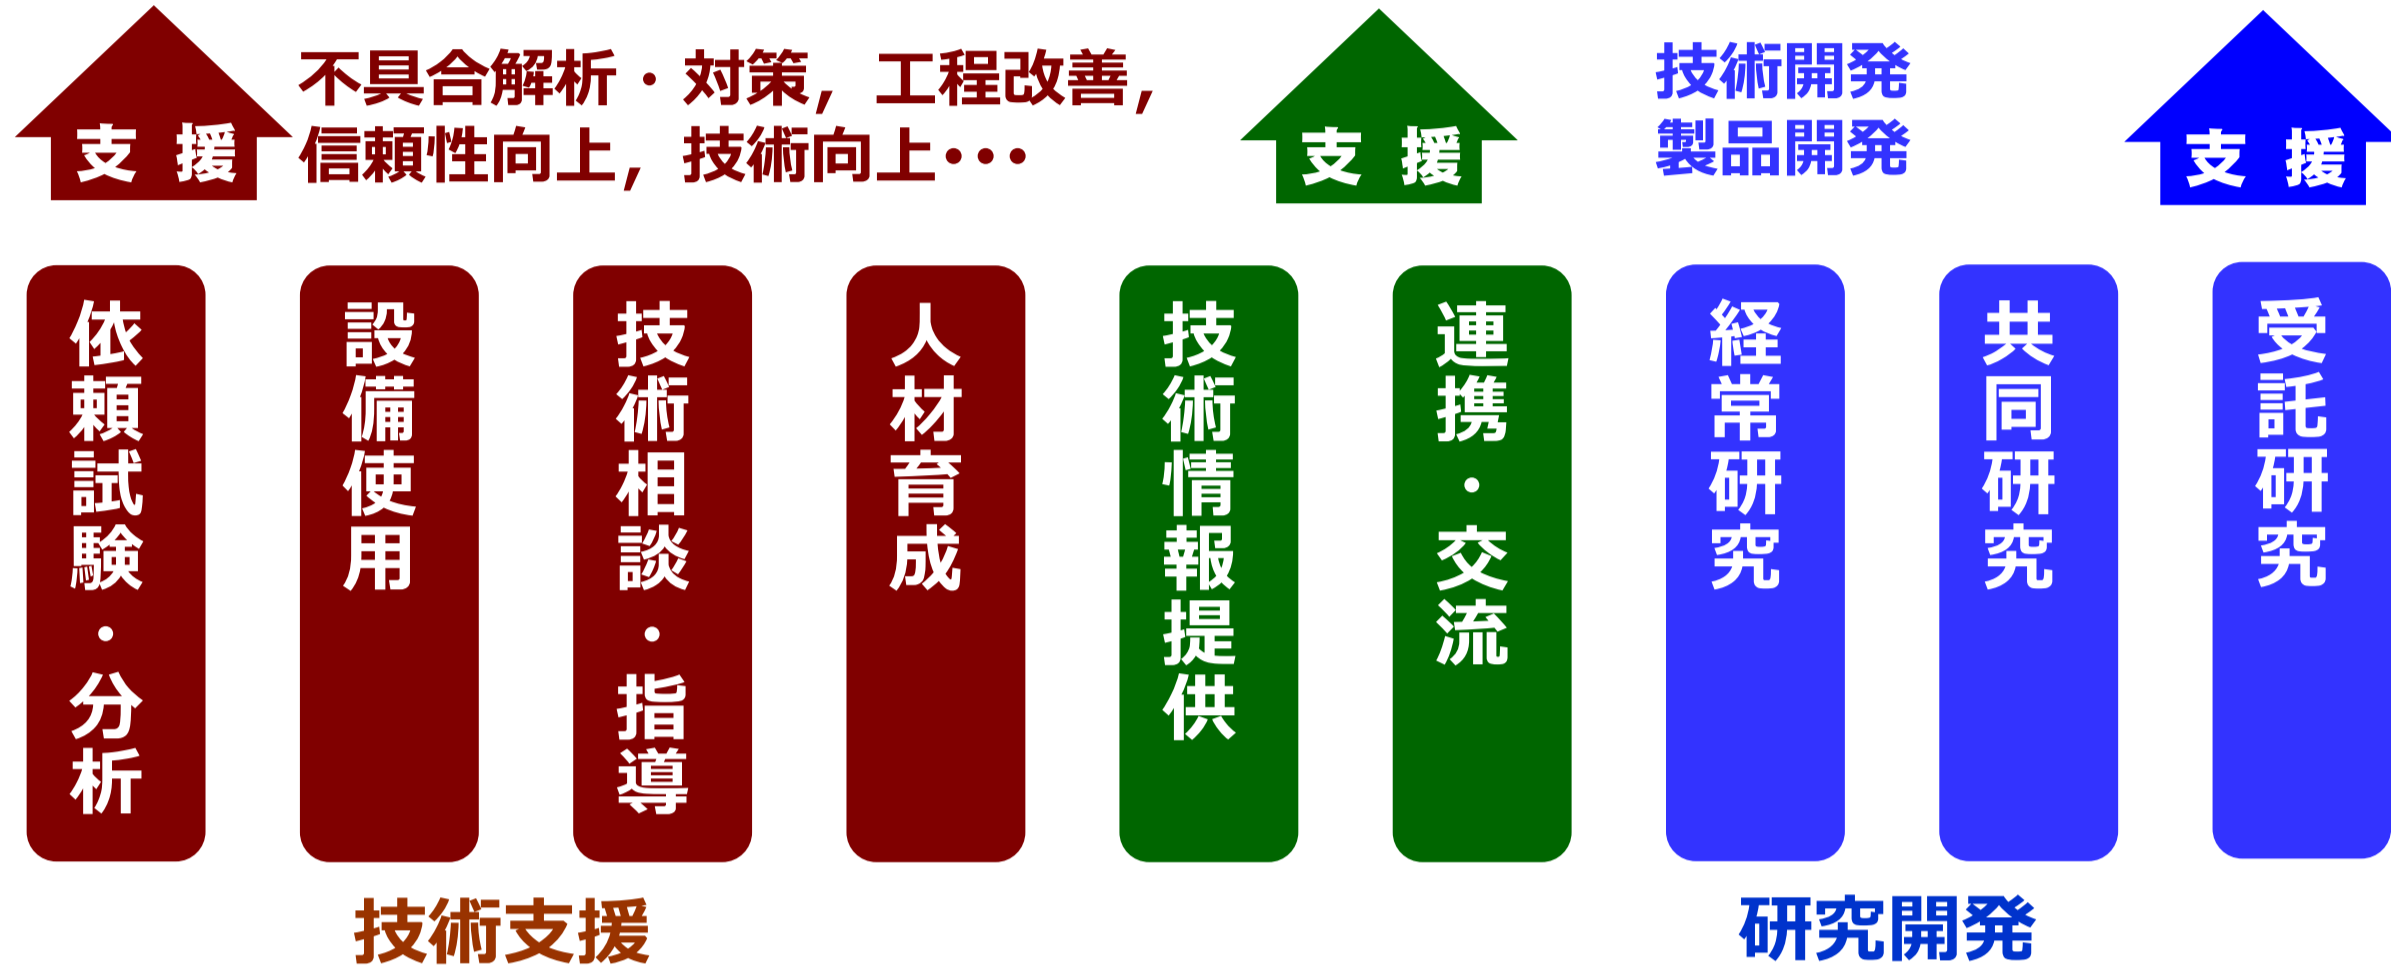 支 援
不具合解析・対策，工程改善，
信頼性向上，技術向上・・・
支 援
技術開発
製品開発
支 援
依頼試験・分析
設備使用
技術相談・指導
人材育成
技術情報提供
連携・交流
経常研究
共同研究
受託研究
技術支援
研究開発